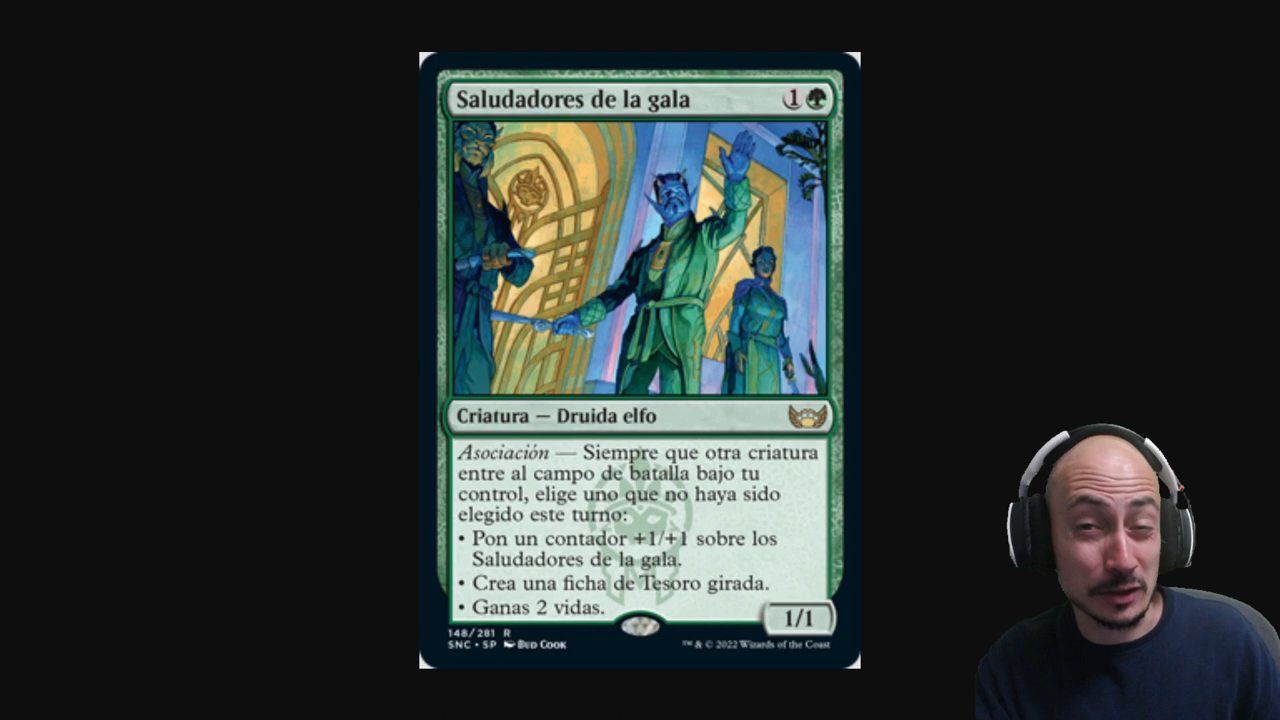 Saludadores de la gala 1
Criatura — Druida elfo
Asociación — Siempre que otra criatura
entre al campo de batalla bajo tu
control, elige uno que no haya sido
elegido este turno:
• Pon un contador +1/+1 sobre los
Saludadores de la gala.
• Crea una ficha de Tesoro girada.
• Ganas 2 vidas.
1/1
148/281 R
SNC • SP Bud Cook
™ & © 2022 Wizards of the Coast